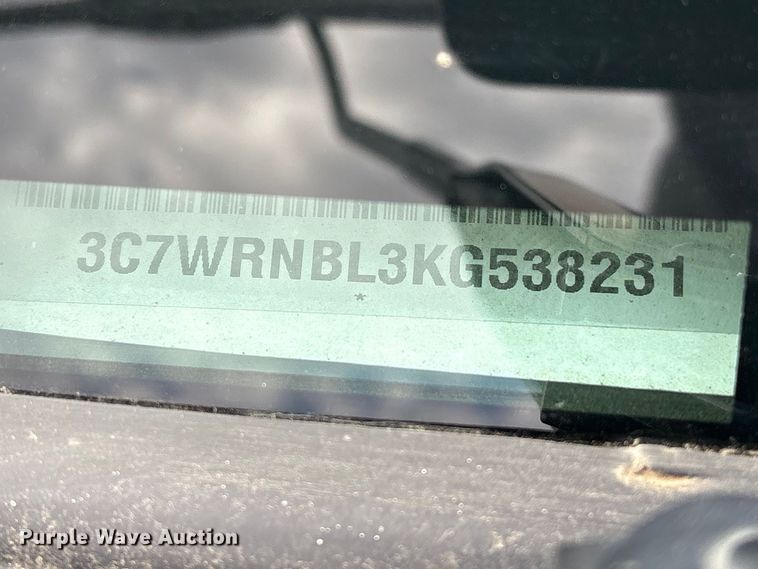 3C7WRNBL3KG538231
*
Purple Wave Auction